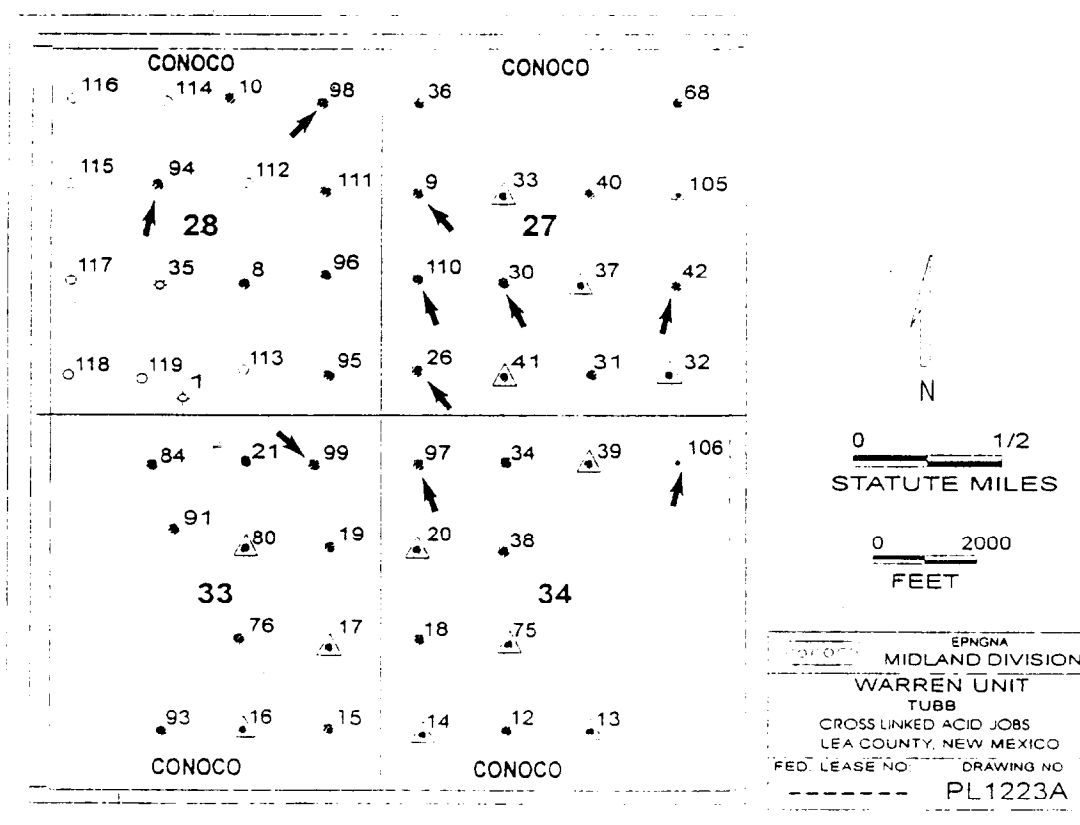 CONOCO CONOCO
116 114 10 98 36 68
115 94 112 111 9 33 40 105
28 27
117 35 8 96 110 30 37 42
118 119 113 95 26 41 31 32
1
84 21 99 97 34 39 106
91 80 19 20 38
33 34
76 17 18 75
93 16 15 14 12 13
CONOCO CONOCO
N
0 1/2
STATUTE MILES
0 2000
FEET
EPNGNA
MIDLAND DIVISION
WARREN UNIT
TUBB
CROSS LINKED ACID JOBS
LEA COUNTY, NEW MEXICO
FED. LEASE NO. DRAWING NO
PL1223A